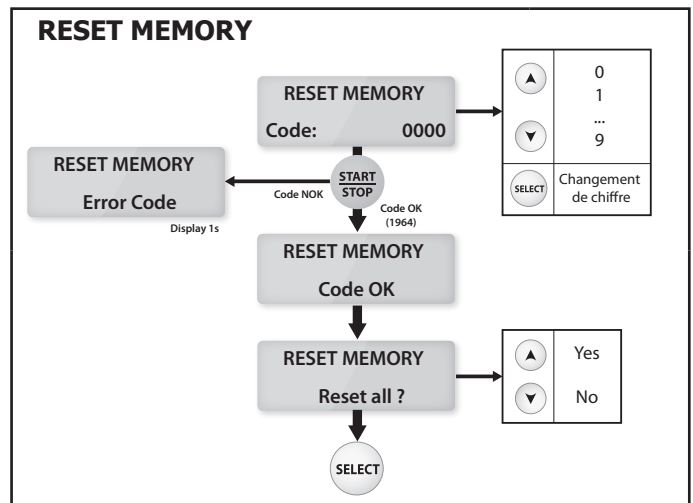 RESET MEMORY
RESET MEMORY
Code: 0000
0
1
...
9
SELECT
Changement
de chiffre
START
STOP
Code NOK
RESET MEMORY
Error Code
Display 1s
Code OK
(1964)
RESET MEMORY
Code OK
RESET MEMORY
Reset all ?
Yes
No
SELECT